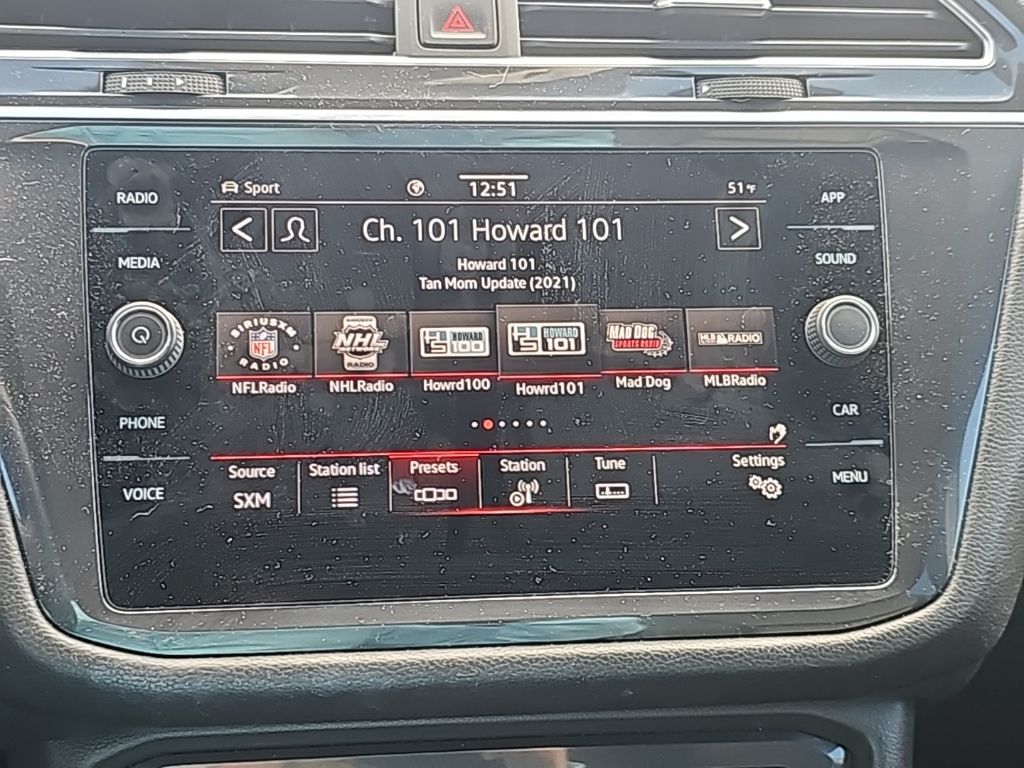 RADIO
MEDIA
PHONE
VOICE
Sport
12:51
51°F
Ch. 101 Howard 101
Howard 101
Tan Mom Update (2021)
SIRIUSXM
NFL
RADIO
NHL
NETWORK
RADIO
HOWARD
100
HOWARD
101
MAD DOG
SPORTS RADIO
MLB RADIO
NFLRadio
NHLRadio
Howrd100
Howrd101
Mad Dog
MLBRadio
Source
SXM
Station list
Presets
Station
Tune
Settings
APP
SOUND
CAR
MENU